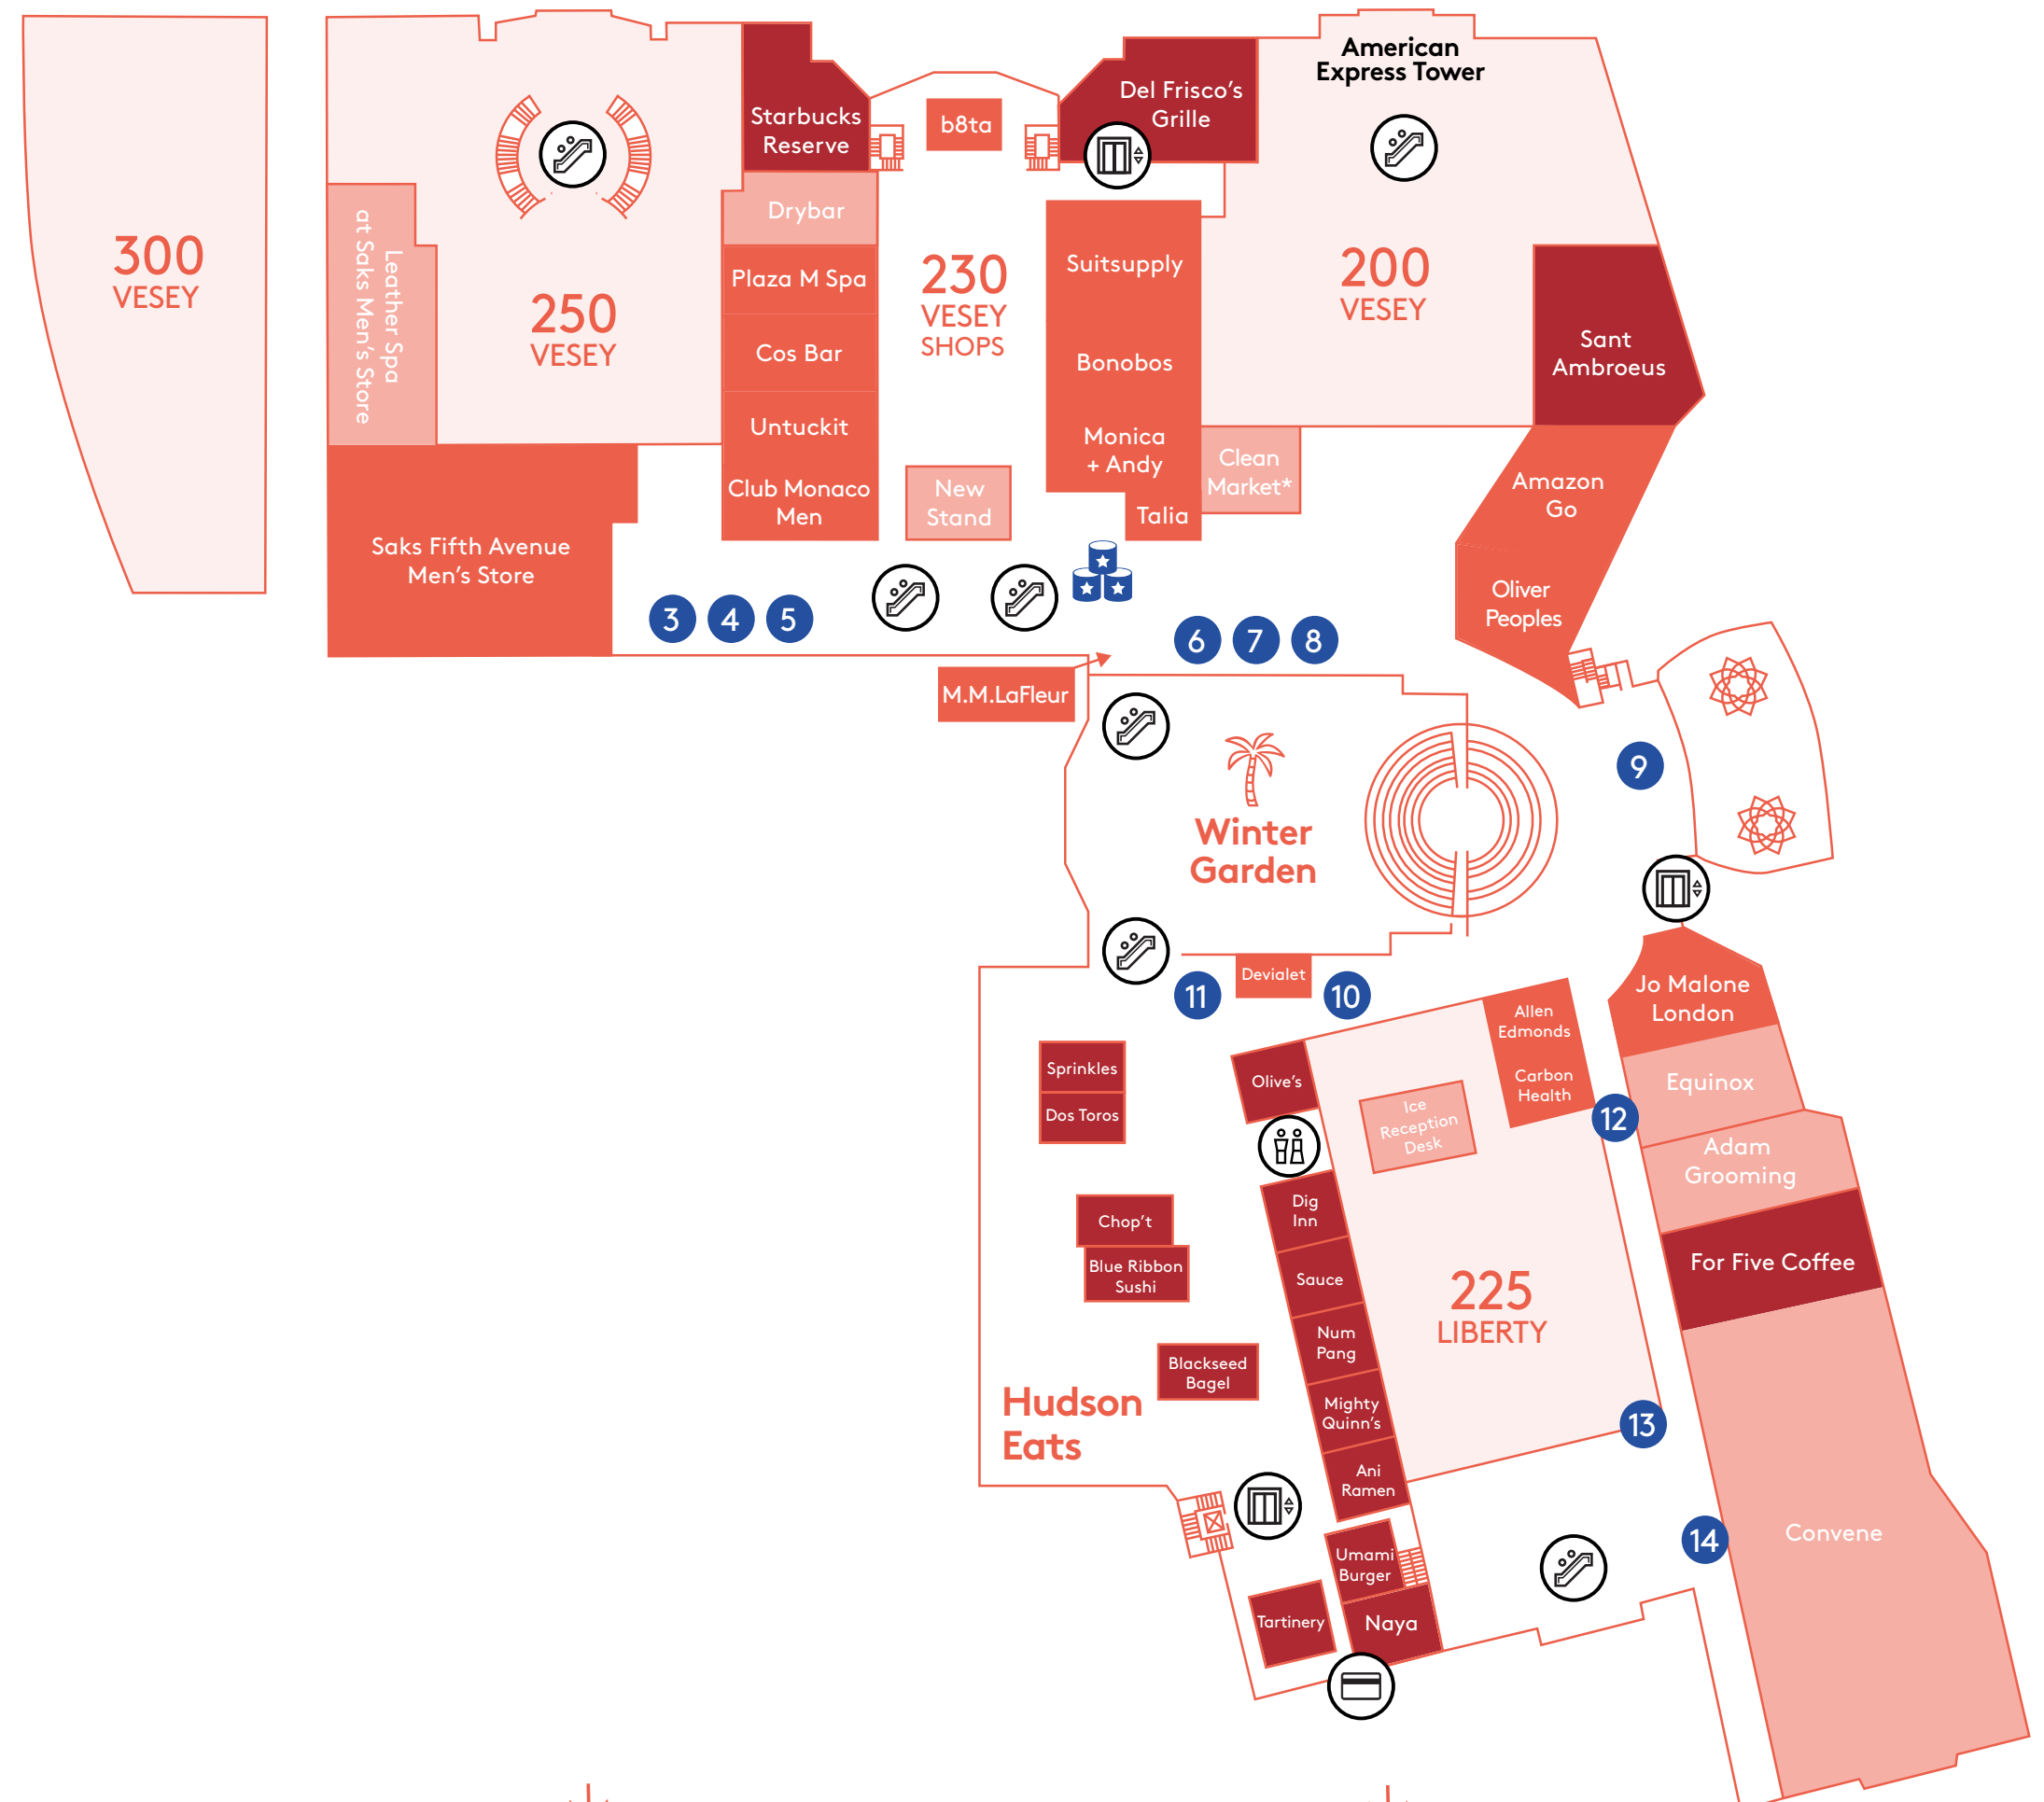 300
VESEY
Leather Spa
at Saks Men's Store
250
VESEY
Saks Fifth Avenue
Men's Store
Starbucks
Reserve
Drybar
Plaza M Spa
Cos Bar
Untuckit
Club Monaco
Men
b8ta
230
VESEY
SHOPS
New
Stand
Del Frisco's
Grille
Suitsupply
Bonobos
Monica
+ Andy
Talia
Clean
Market*
American
Express Tower
200
VESEY
Sant
Ambroeus
Amazon
Go
Oliver
Peoples
3
4
5
6
7
8
M.M.LaFleur
Winter
Garden
9
11
Devialet
10
Jo Malone
London
Allen
Edmonds
Carbon
Health
Equinox
12
Adam
Grooming
For Five Coffee
Sprinkles
Dos Toros
Olive's
Ice
Reception
Desk
Chop't
Blue Ribbon
Sushi
Dig
Inn
Sauce
Num
Pang
225
LIBERTY
Blackseed
Bagel
Mighty
Quinn's
Hudson
Eats
Ani
Ramen
13
14
Convene
Umami
Burger
Tartinery
Naya